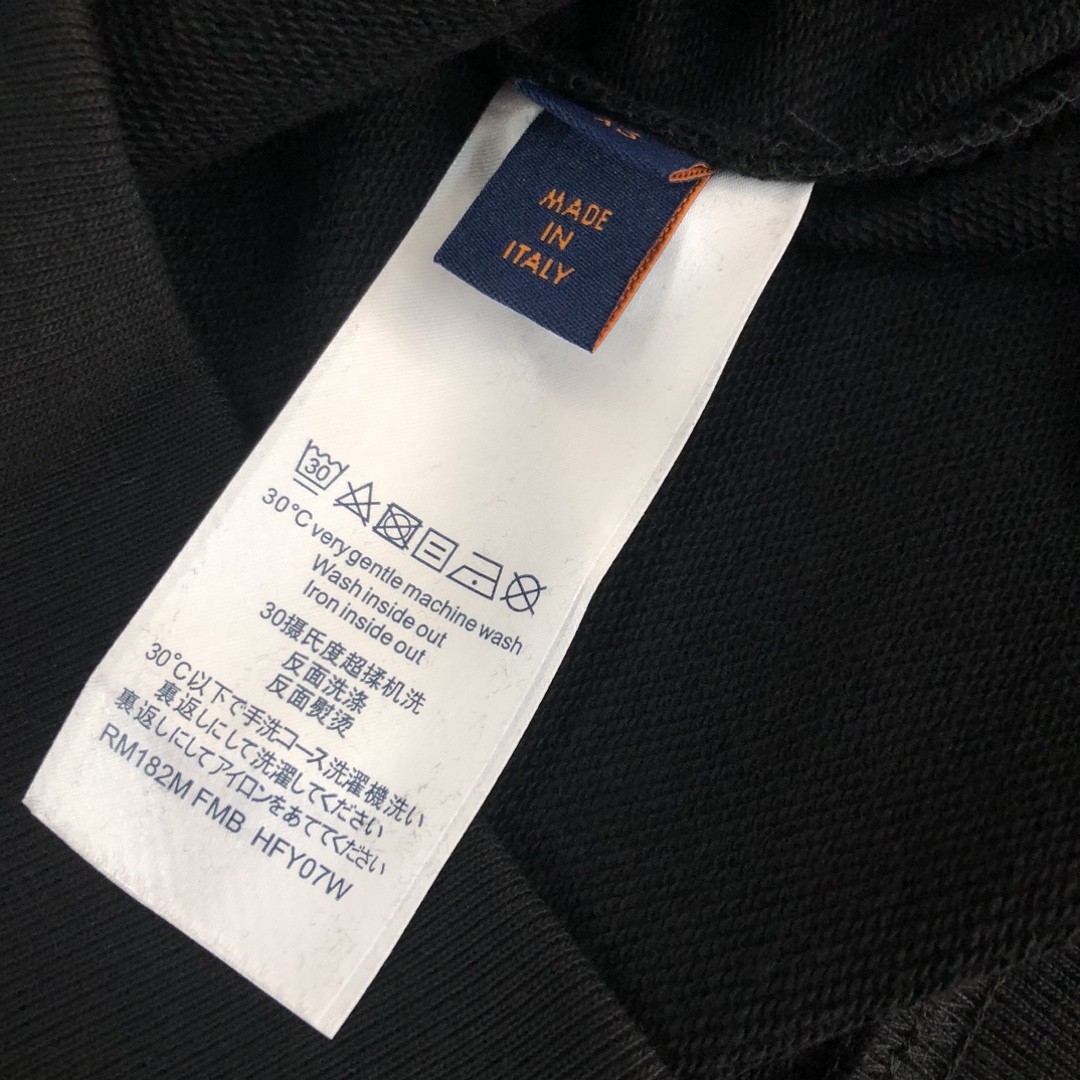 MADE
IN
ITALY
30
30°C very gentle machine wash
Wash inside out
Iron inside out
30摄氏度超揉机洗
反面洗涤
反面熨烫
30℃以下で手洗コース洗濯機洗い
裏返しにして洗濯してください
裏返しにしてアイロンをあててください
RM182M FMB HFY07W